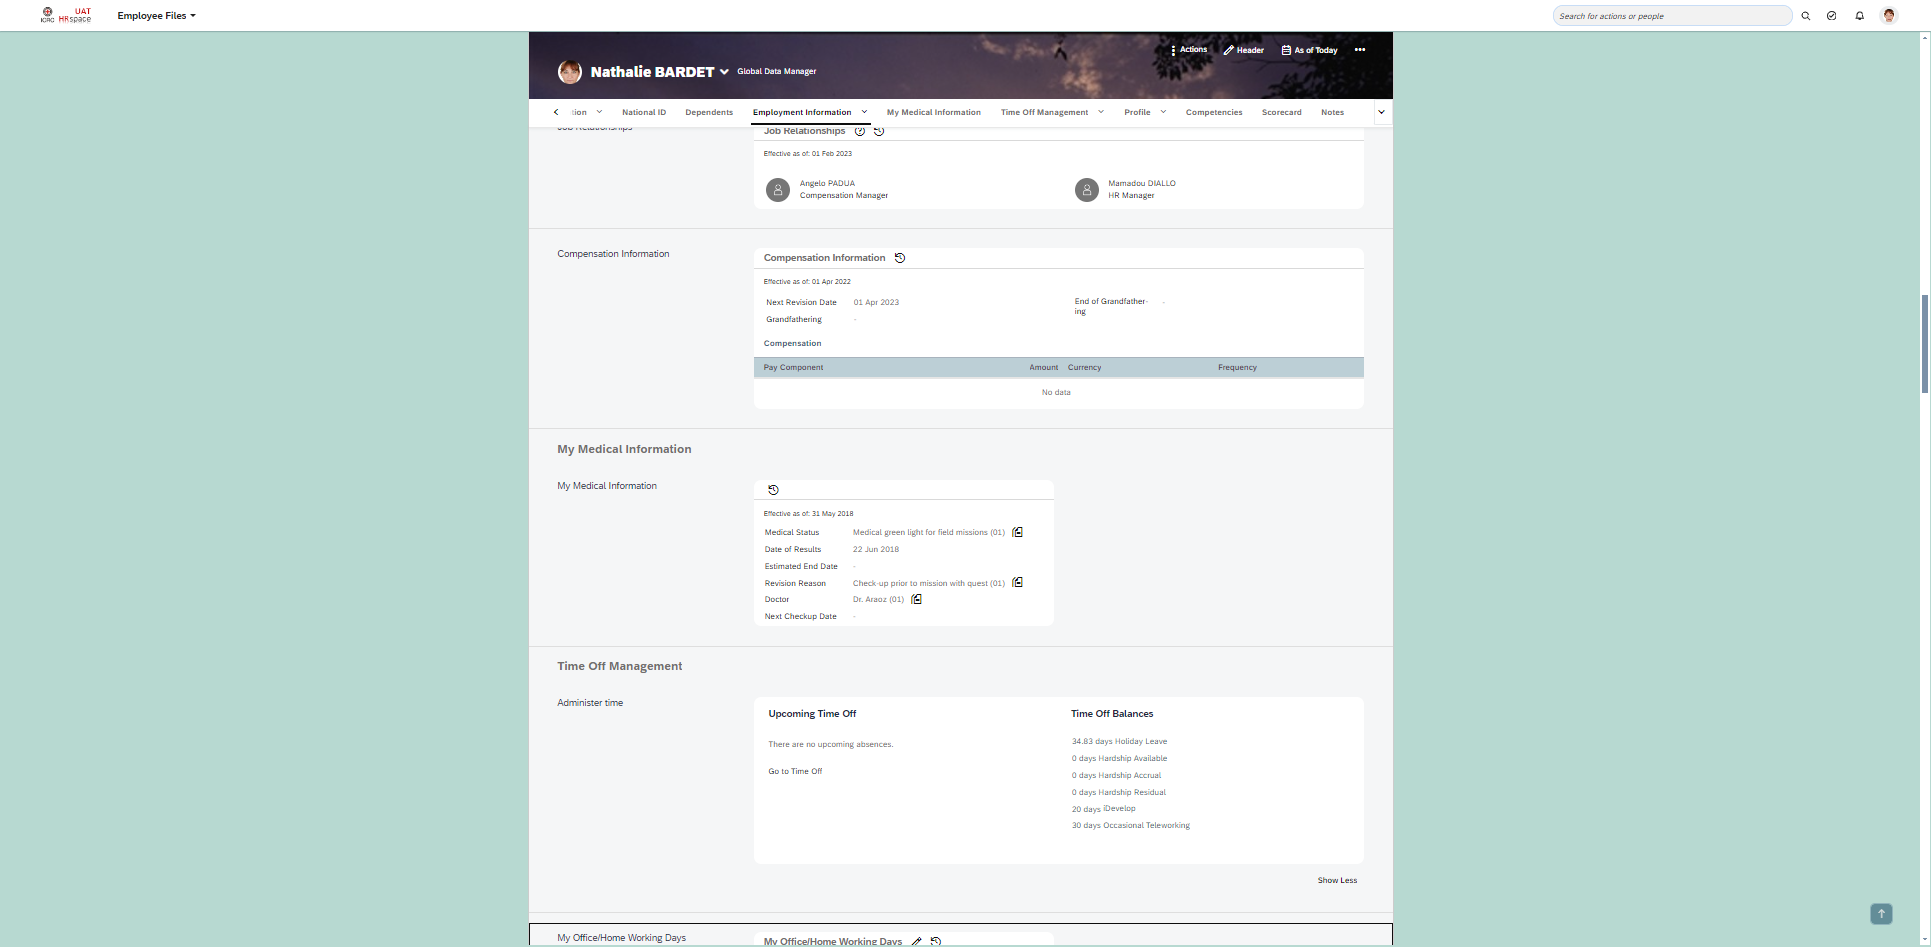 ICRC UAT HRspace Employee Files Search for actions or people
Actions Header As of Today
Nathalie BARDET Global Data Manager
tion National ID Dependents Employment Information My Medical Information Time Off Management Profile Competencies Scorecard Notes
Job Relationships Job Relationships
Effective as of: 01 Feb 2023
Angelo PADUA Mamadou DIALLO
Compensation Manager HR Manager
Compensation Information Compensation Information
Effective as of: 01 Apr 2022
Next Revision Date 01 Apr 2023 End of Grandfather-
ing -
Grandfathering -
Compensation
Pay Component Amount Currency Frequency
No data
My Medical Information
My Medical Information
Effective as of: 31 May 2018
Medical Status Medical green light for field missions (01)
Date of Results 22 Jun 2018
Estimated End Date -
Revision Reason Check-up prior to mission with quest (01)
Doctor Dr. Araoz (01)
Next Checkup Date -
Time Off Management
Administer time
Upcoming Time Off Time Off Balances
There are no upcoming absences. 34.83 days Holiday Leave
0 days Hardship Available
Go to Time Off 0 days Hardship Accrual
0 days Hardship Residual
20 days iDevelop
30 days Occasional Teleworking
Show Less
My Office/Home Working Days My Office/Home Working Days